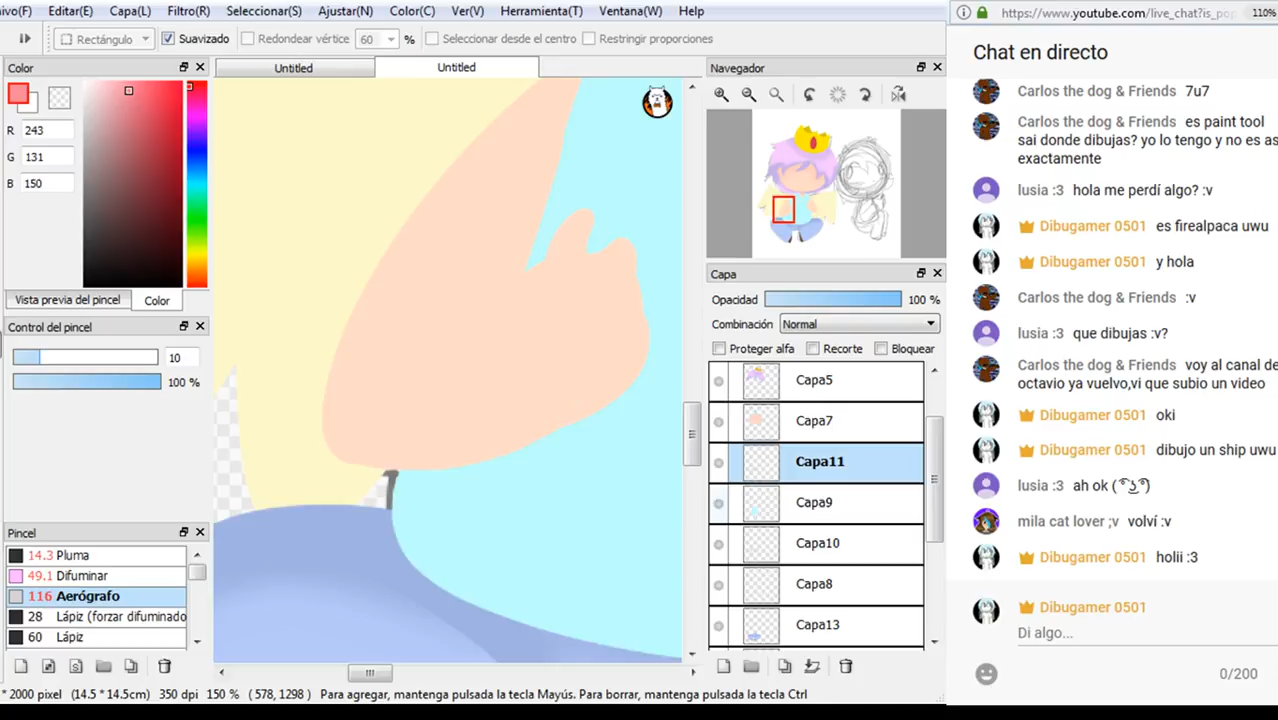 ivo(F) Editar(E) Capa(L) Filtro(R) Seleccionar(S) Ajustar(N) Color(C) Ver(V) Herramienta(T) Ventana(W) Help
Rectángulo Suavizado Redondear vértice 60 % Seleccionar desde el centro Restringir proporciones
Color
R 243
G 131
B 150
Vista previa del pincel Color
Control del pincel
10
100 %
Pincel
14.3 Pluma
49.1 Difuminar
116 Aerógrafo
28 Lápiz (forzar difuminado
60 Lápiz
Untitled Untitled
Navegador
Capa
Opacidad 100 %
Combinación Normal
Proteger alfa Recorte Bloquear
Capa5
Capa7
Capa11
Capa9
Capa10
Capa8
Capa13
* 2000 pixel (14.5 * 14.5cm) 350 dpi 150 % (578, 1298) Para agregar, mantenga pulsada la tecla Mayús. Para borrar, mantenga pulsada la tecla Ctrl
https://www.youtube.com/live_chat?is_pop 110%
Chat en directo
Carlos the dog & Friends 7u7
Carlos the dog & Friends es paint tool
sai donde dibujas? yo lo tengo y no es as
exactamente
lusia :3 hola me perdí algo? :v
Dibugamer 0501 es firealpaca uwu
Dibugamer 0501 y hola
Carlos the dog & Friends :v
lusia :3 que dibujas :v?
Carlos the dog & Friends voy al canal de
octavio ya vuelvo,vi que subio un video
Dibugamer 0501 oki
Dibugamer 0501 dibujo un ship uwu
lusia :3 ah ok ( ͡° ͜ʖ ͡°)
mila cat lover ;v volví :v
Dibugamer 0501 holii :3
Dibugamer 0501
Di algo...
0/200